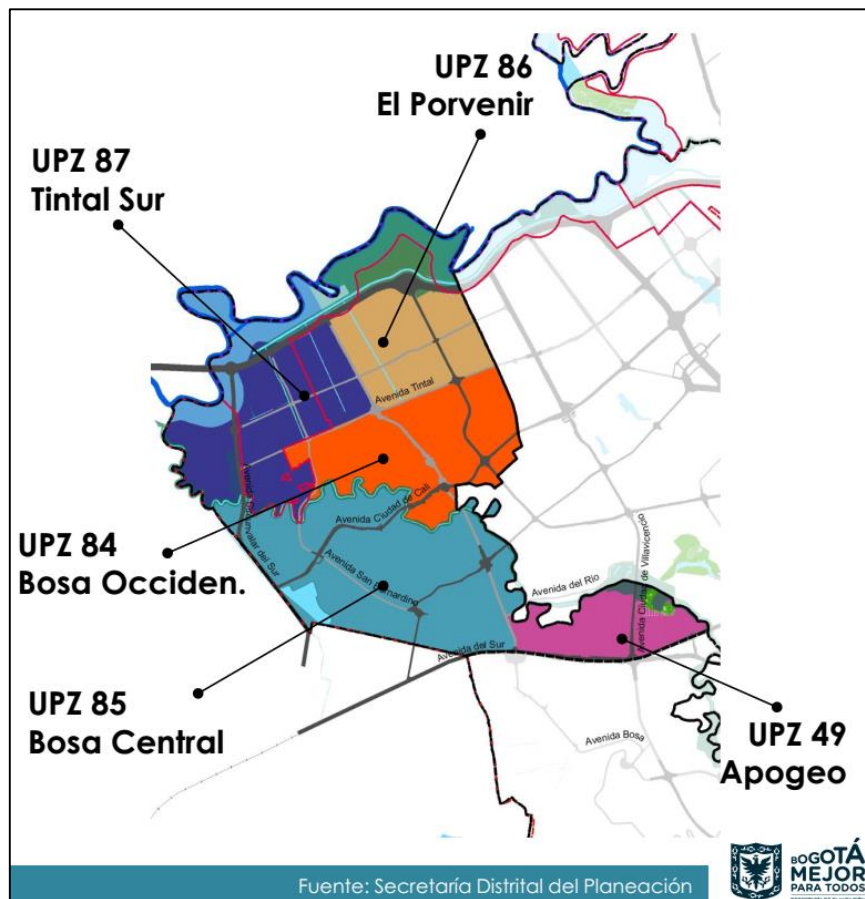 UPZ 86
El Porvenir
UPZ 87
Tintal Sur
Avenida Tintal
Avenida Ciudad de Cali
UPZ 84
Bosa Occiden.
Avenida San Bernardino
Avenida del Río
Avenida Ciudad de Villavicencio
Avenida del Sur
UPZ 85
Bosa Central
Avenida Bosa
UPZ 49
Apogeo
Fuente: Secretaría Distrital del Planeación
BOGOTÁ
MEJOR
PARA TODOS